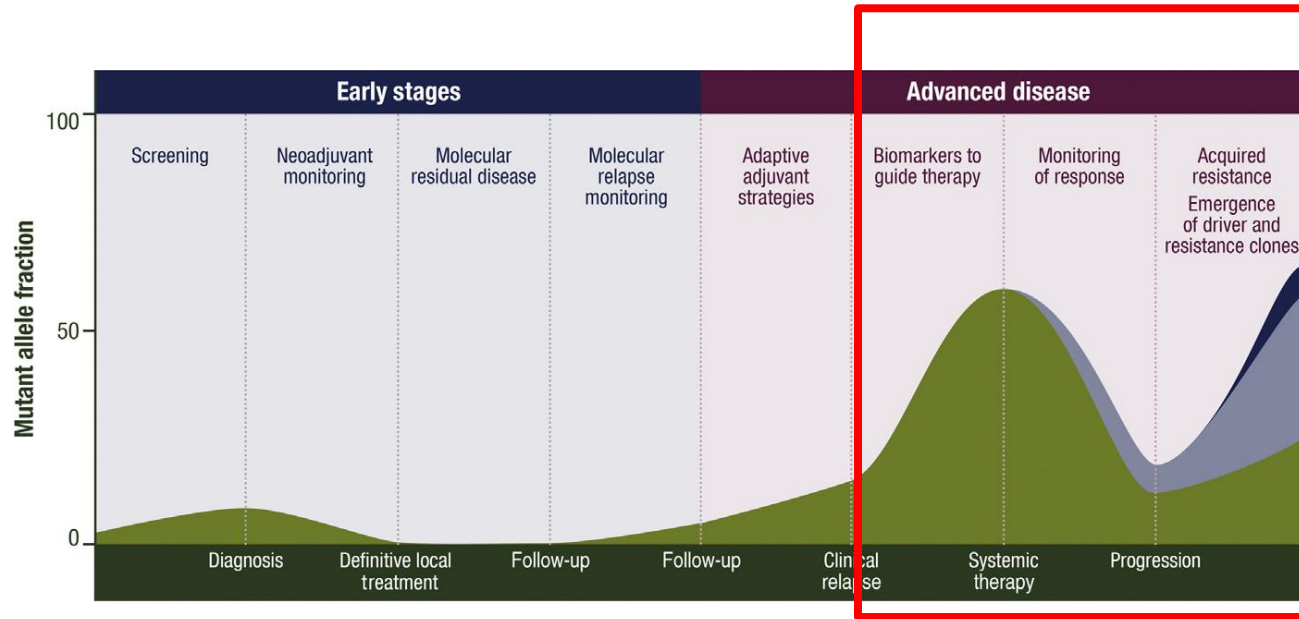 Early stages
Advanced disease
100
Screening
Neoadjuvant
monitoring
Molecular
residual disease
Molecular
relapse
monitoring
Adaptive
adjuvant
strategies
Biomarkers to
guide therapy
Monitoring
of response
Acquired
resistance
Emergence
of driver and
resistance clones
Mutant allele fraction
50
0
Diagnosis
Definitive local
treatment
Follow-up
Follow-up
Clinical
relapse
Systemic
therapy
Progression